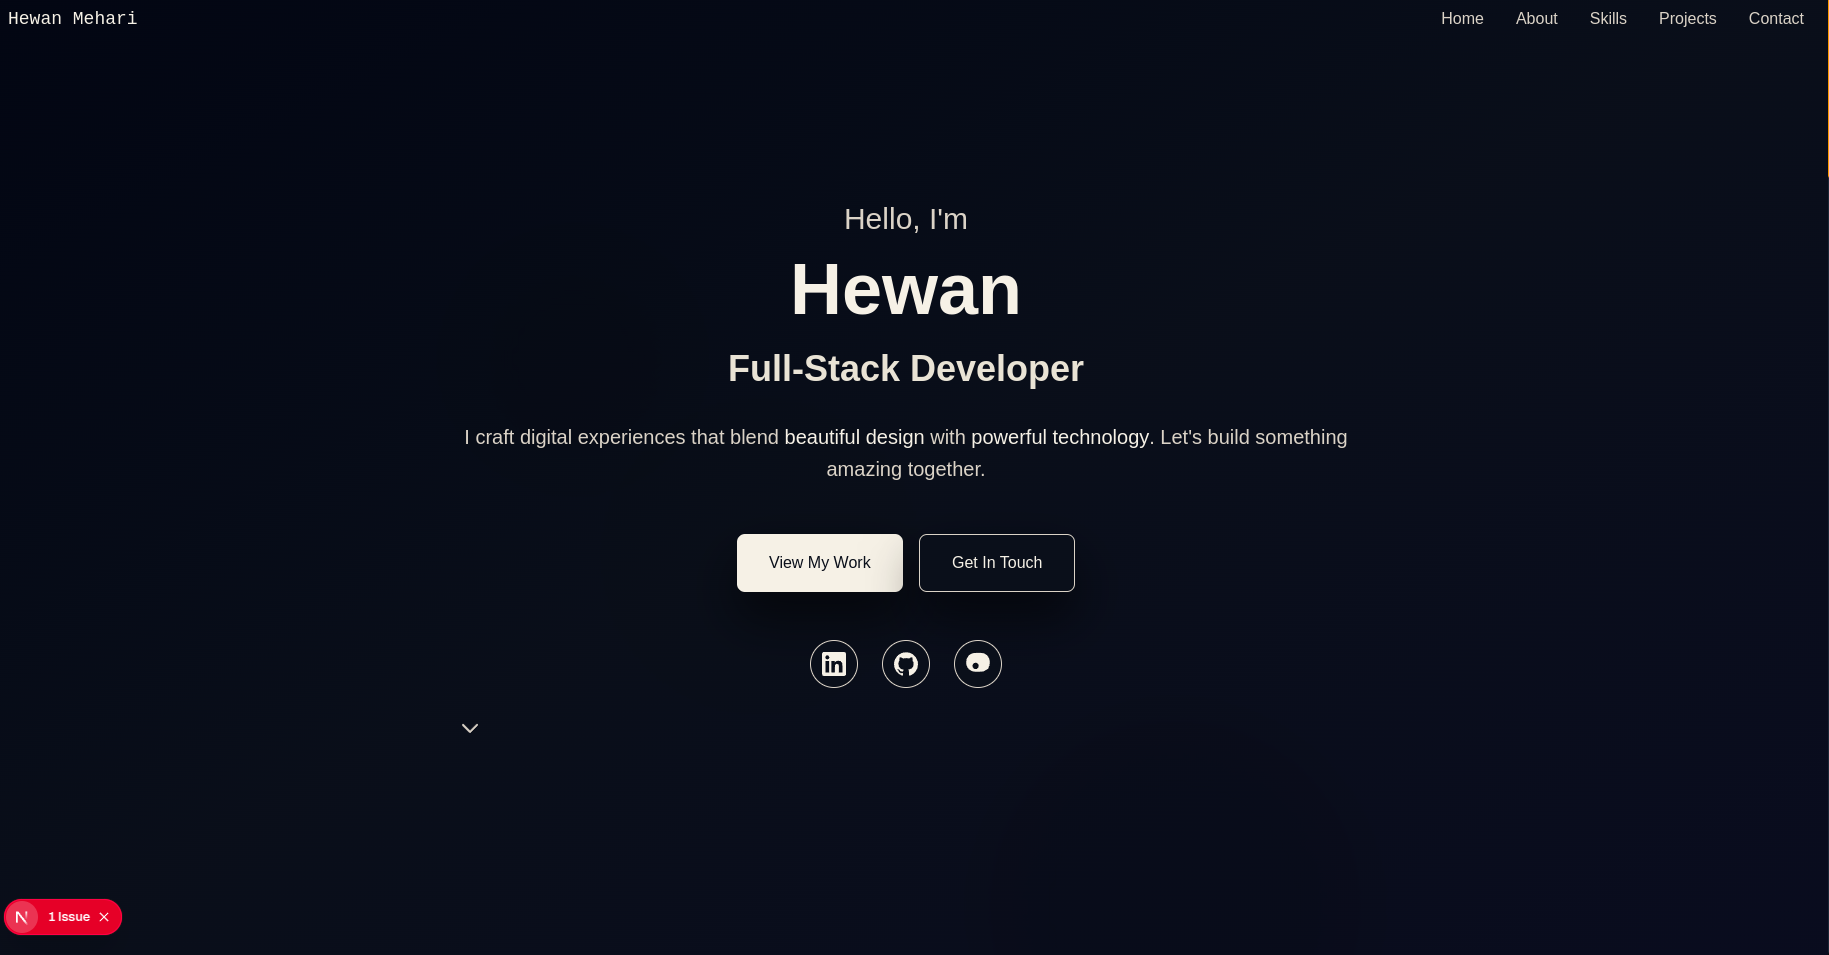 Hewan Mehari
Home About Skills Projects Contact
Hello, I'm
Hewan
Full-Stack Developer
I craft digital experiences that blend beautiful design with powerful technology. Let's build something
amazing together.
View My Work
Get In Touch
in
N 1 Issue